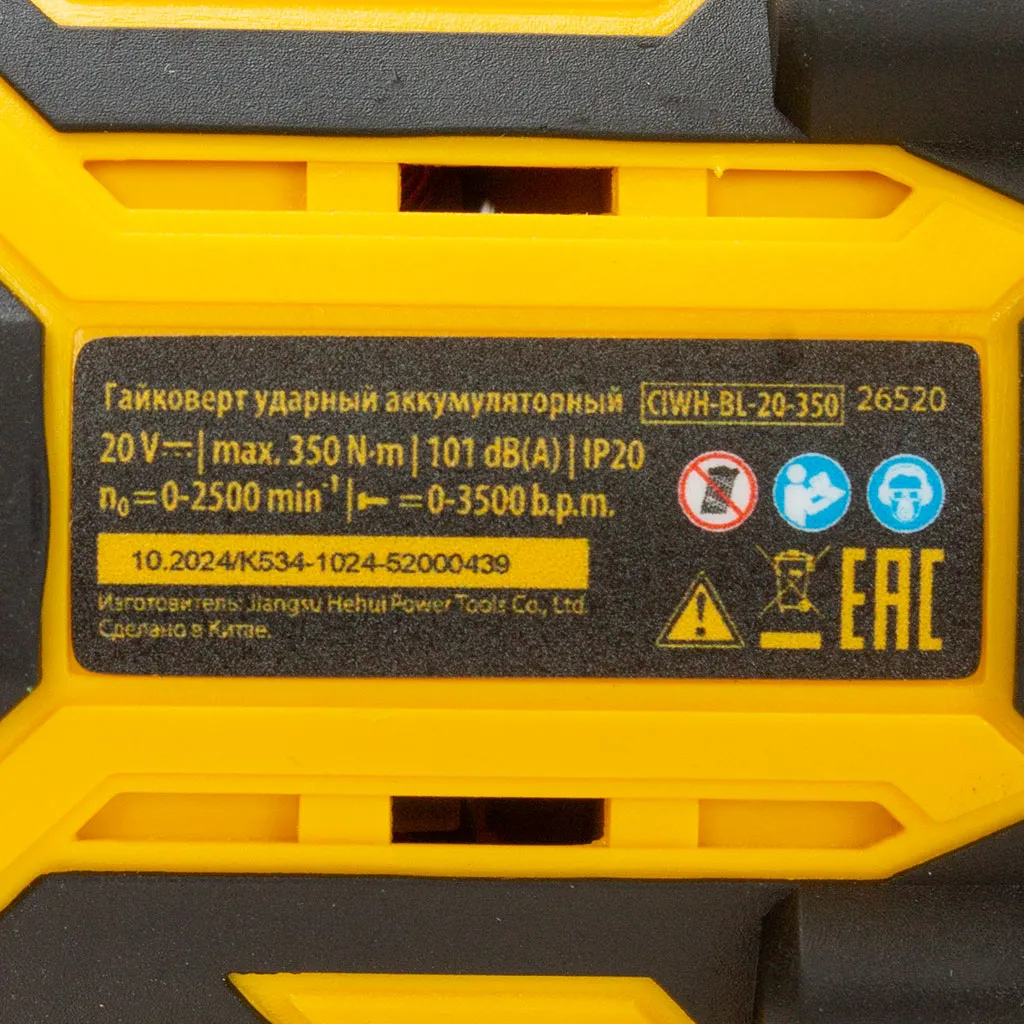 Гайковерт ударный аккумуляторный CIWH-BL-20-350 26520
20 V⎓ | max. 350 N·m | 101 dB(A) | IP20
n₀=0-2500 min⁻¹ | =0-3500 b.p.m.
10.2024/K534-1024-52000439
Изготовитель: Jiangsu Hehui Power Tools Co., Ltd.
Сделано в Китае.
EAC